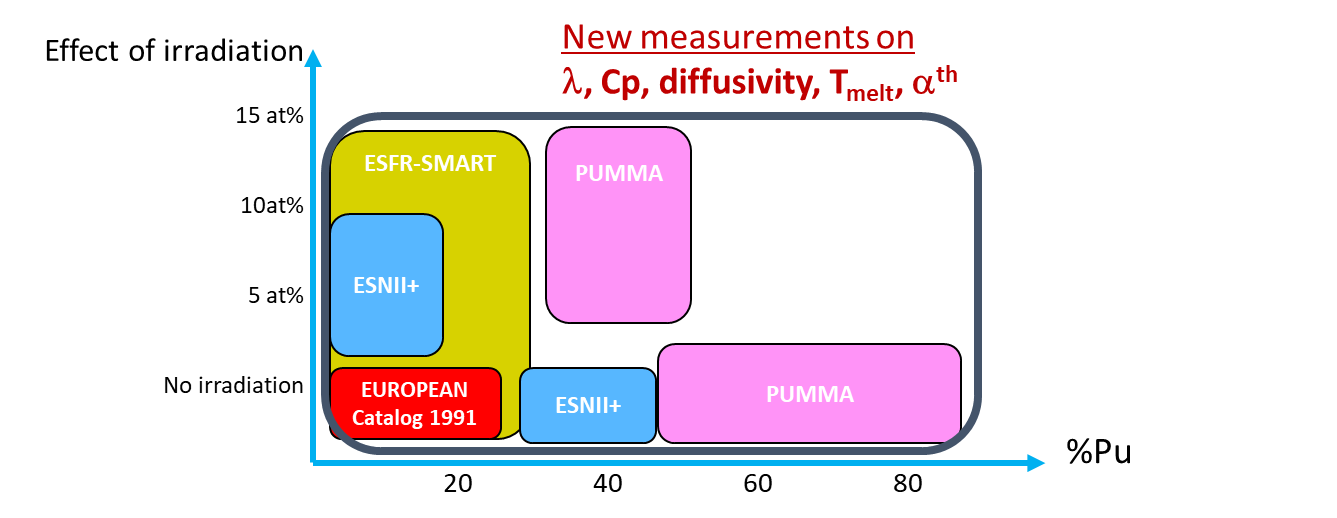 New measurements on
λ, Cp, diffusivity, Tmelt, αth
Effect of irradiation
15 at%
ESFR-SMART
PUMMA
10at%
ESNII+
5 at%
No irradiation
EUROPEAN
Catalog 1991
ESNII+
PUMMA
%Pu
20 40 60 80